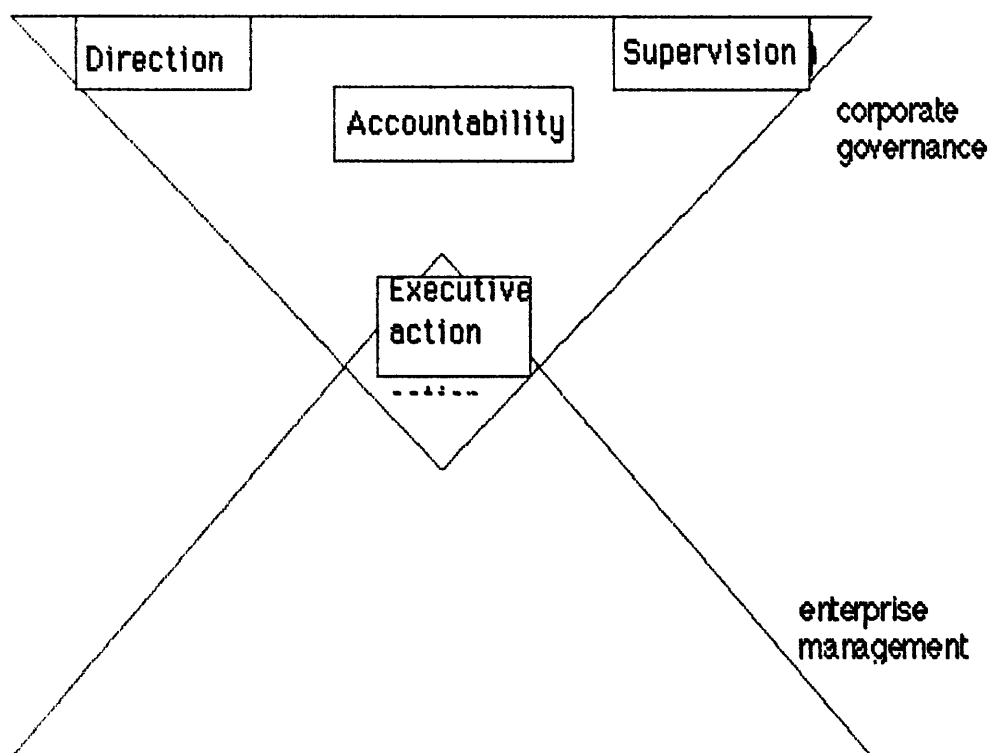 Direction
Supervision
Accountability
corporate
governance
Executive
action
enterprise
management